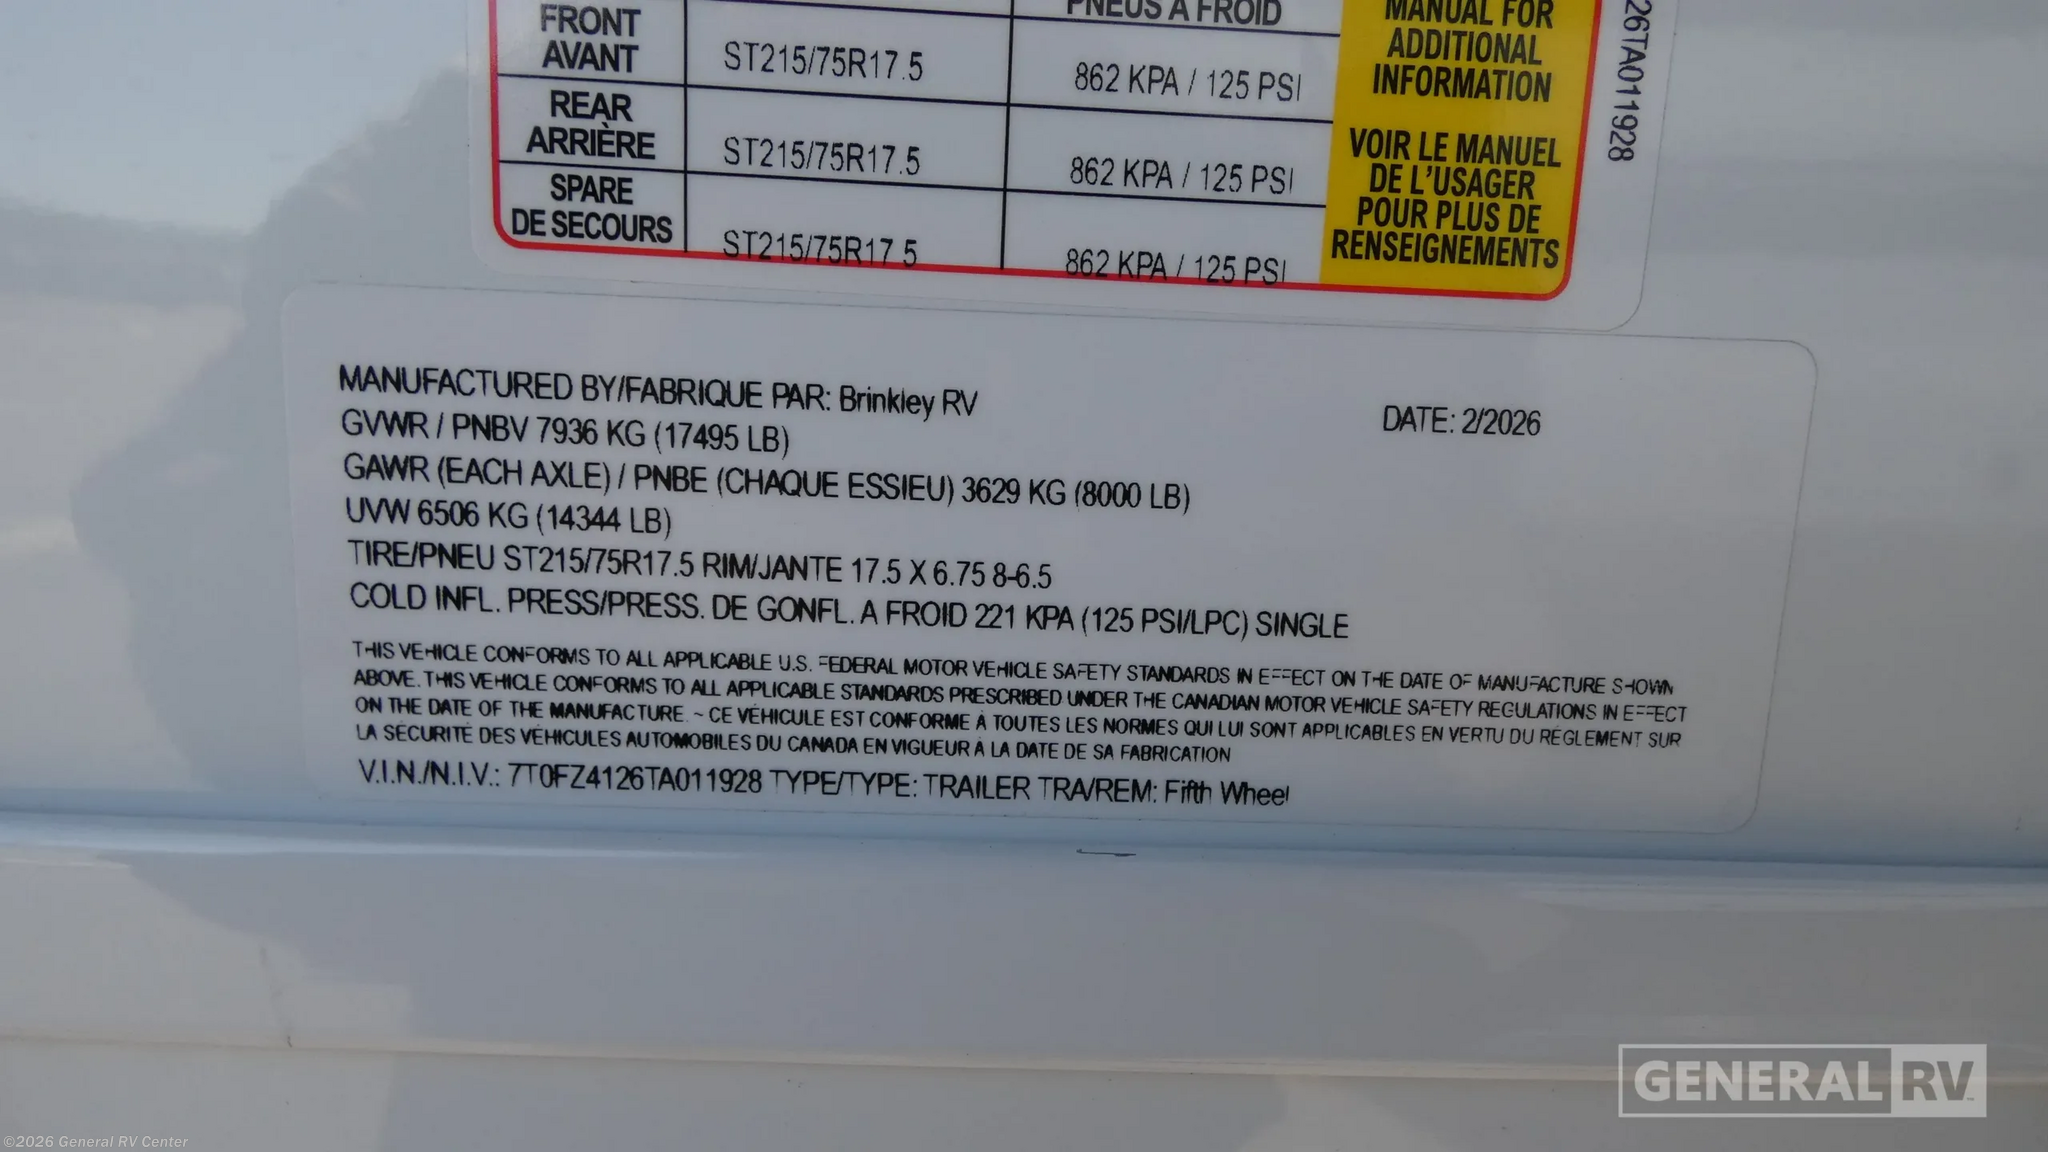 PNEUS À FROID
MANUAL FOR
ADDITIONAL
INFORMATION
FRONT
AVANT
ST215/75R17.5
862 KPA / 125 PSI
REAR
ARRIÈRE
ST215/75R17.5
862 KPA / 125 PSI
VOIR LE MANUEL
DE L'USAGER
POUR PLUS DE
RENSEIGNEMENTS
SPARE
DE SECOURS
ST215/75R17.5
862 KPA / 125 PSI
26TA011928
MANUFACTURED BY/FABRIQUE PAR: Brinkley RV
DATE: 2/2026
GVWR / PNBV 7936 KG (17495 LB)
GAWR (EACH AXLE) / PNBE (CHAQUE ESSIEU) 3629 KG (8000 LB)
UVW 6506 KG (14344 LB)
TIRE/PNEU ST215/75R17.5 RIM/JANTE 17.5 X 6.75 8-6.5
COLD INFL. PRESS/PRESS. DE GONFL. A FROID 221 KPA (125 PSI/LPC) SINGLE
THIS VEHICLE CONFORMS TO ALL APPLICABLE U.S. FEDERAL MOTOR VEHICLE SAFETY STANDARDS IN EFFECT ON THE DATE OF MANUFACTURE SHOWN
ABOVE. THIS VEHICLE CONFORMS TO ALL APPLICABLE STANDARDS PRESCRIBED UNDER THE CANADIAN MOTOR VEHICLE SAFETY REGULATIONS IN EFFECT
ON THE DATE OF THE MANUFACTURE. ~ CE VÉHICULE EST CONFORME À TOUTES LES NORMES QUI LUI SONT APPLICABLES EN VERTU DU RÉGLEMENT SUR
LA SÉCURITÉ DES VÉHICULES AUTOMOBILES DU CANADA EN VIGUEUR À LA DATE DE SA FABRICATION
V.I.N./N.I.V.: 7T0FZ4126TA011928 TYPE/TYPE: TRAILER TRA/REM: Fifth Wheel
GENERAL RV
©2026 General RV Center